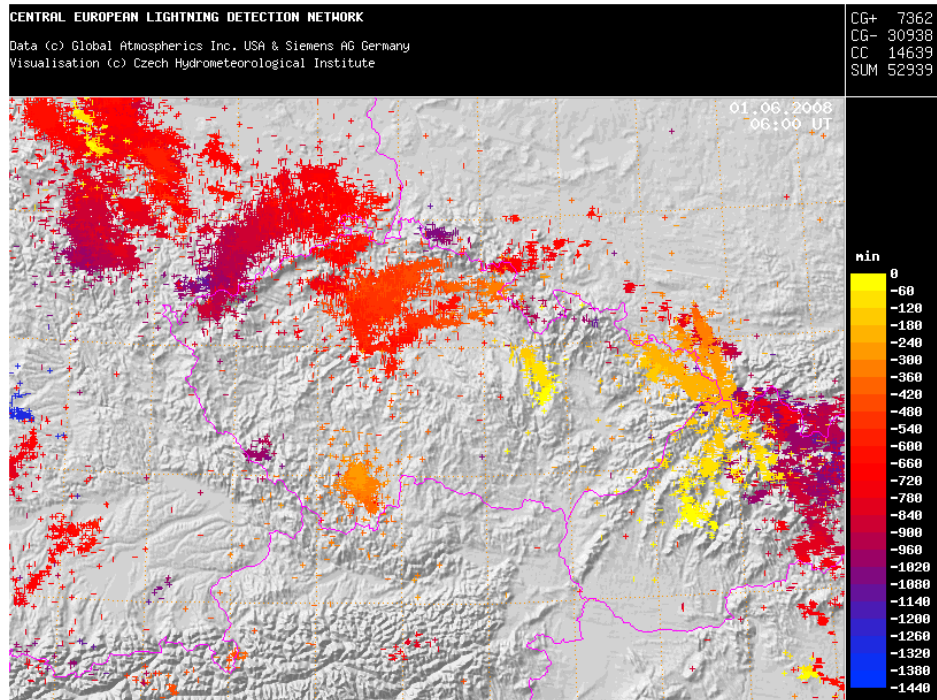 CENTRAL EUROPEAN LIGHTNING DETECTION NETWORK
Data (c) Global Atmospherics Inc. USA & Siemens AG Germany
Visualisation (c) Czech Hydrometeorological Institute
CG+ 7362
CG- 30938
CC 14639
SUM 52939
01.06.2008
06:00 UT
min
0
-60
-120
-180
-240
-300
-360
-420
-480
-540
-600
-660
-720
-780
-840
-900
-960
-1020
-1080
-1140
-1200
-1260
-1320
-1380
-1440